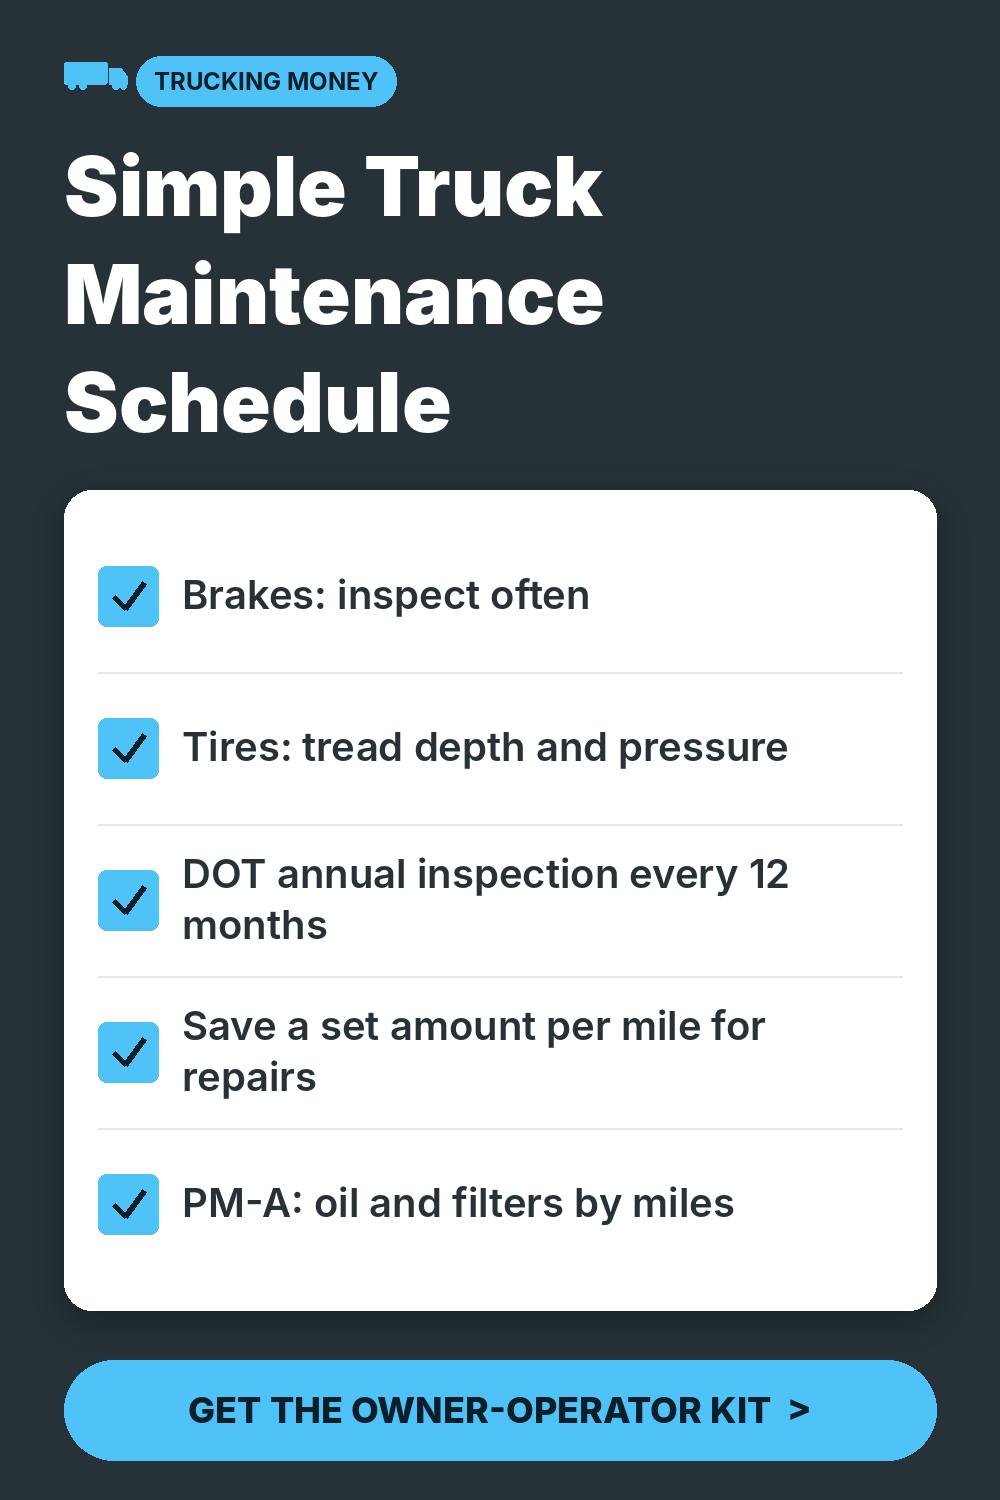 TRUCKING MONEY
Simple Truck
Maintenance
Schedule
Brakes: inspect often
Tires: tread depth and pressure
DOT annual inspection every 12
months
Save a set amount per mile for
repairs
PM-A: oil and filters by miles
GET THE OWNER-OPERATOR KIT >